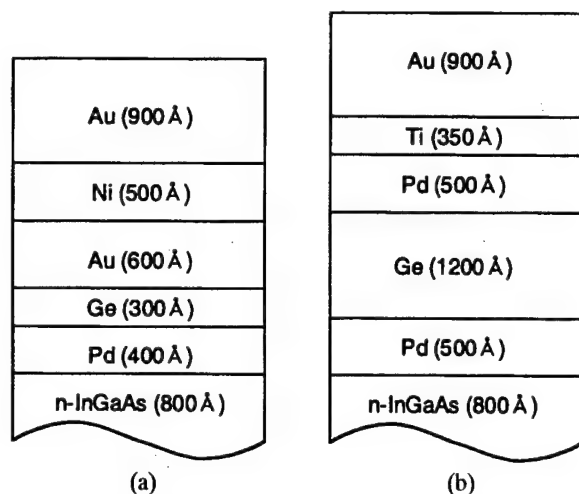 Au (900 Å)
Ni (500 Å)
Au (600 Å)
Ge (300 Å)
Pd (400 Å)
n-InGaAs (800 Å)
(a)
Au (900 Å)
Ti (350 Å)
Pd (500 Å)
Ge (1200 Å)
Pd (500 Å)
n-InGaAs (800 Å)
(b)